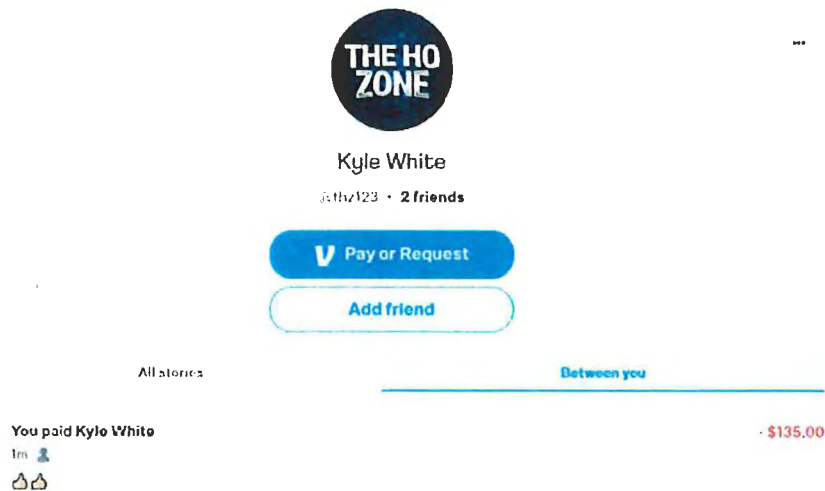 THE HO
ZONE
Kyle White
@thz123 • 2 friends
Pay or Request
Add friend
All stories
Between you
You paid Kyle White
- $135.00
1m